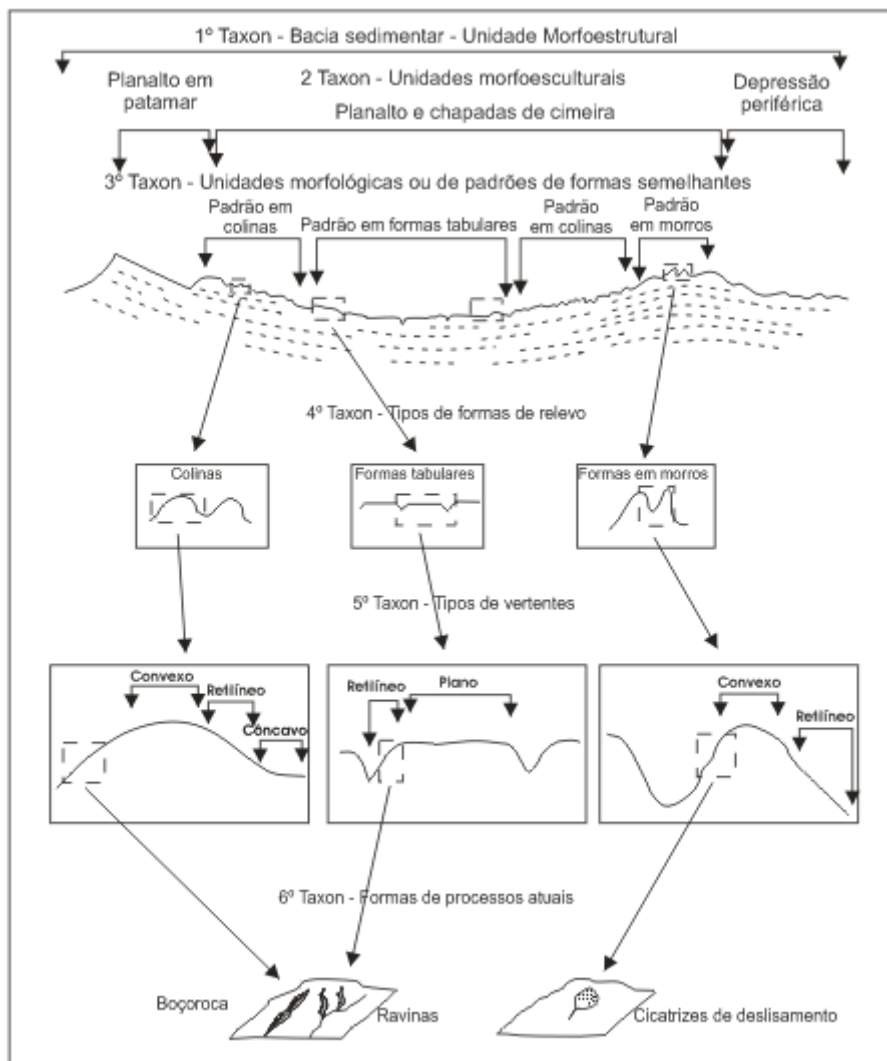 1º Taxon - Bacia sedimentar - Unidade Morfoestrutural
Planalto em
patamar
2 Taxon - Unidades morfoesculturais
Planalto e chapadas de cimeira
Depressão
periférica
3º Taxon - Unidades morfológicas ou de padrões de formas semelhantes
Padrão em
colinas
Padrão em formas tabulares
Padrão
em colinas
Padrão
em morros
4º Taxon - Tipos de formas de relevo
Colinas
Formas tabulares
Formas em morros
5º Taxon - Tipos de vertentes
Convexo
Retilíneo
Côncavo
Retilíneo
Plano
Convexo
Retilíneo
6º Taxon - Formas de processos atuais
Boçoroca
Ravinas
Cicatrizes de deslisamento